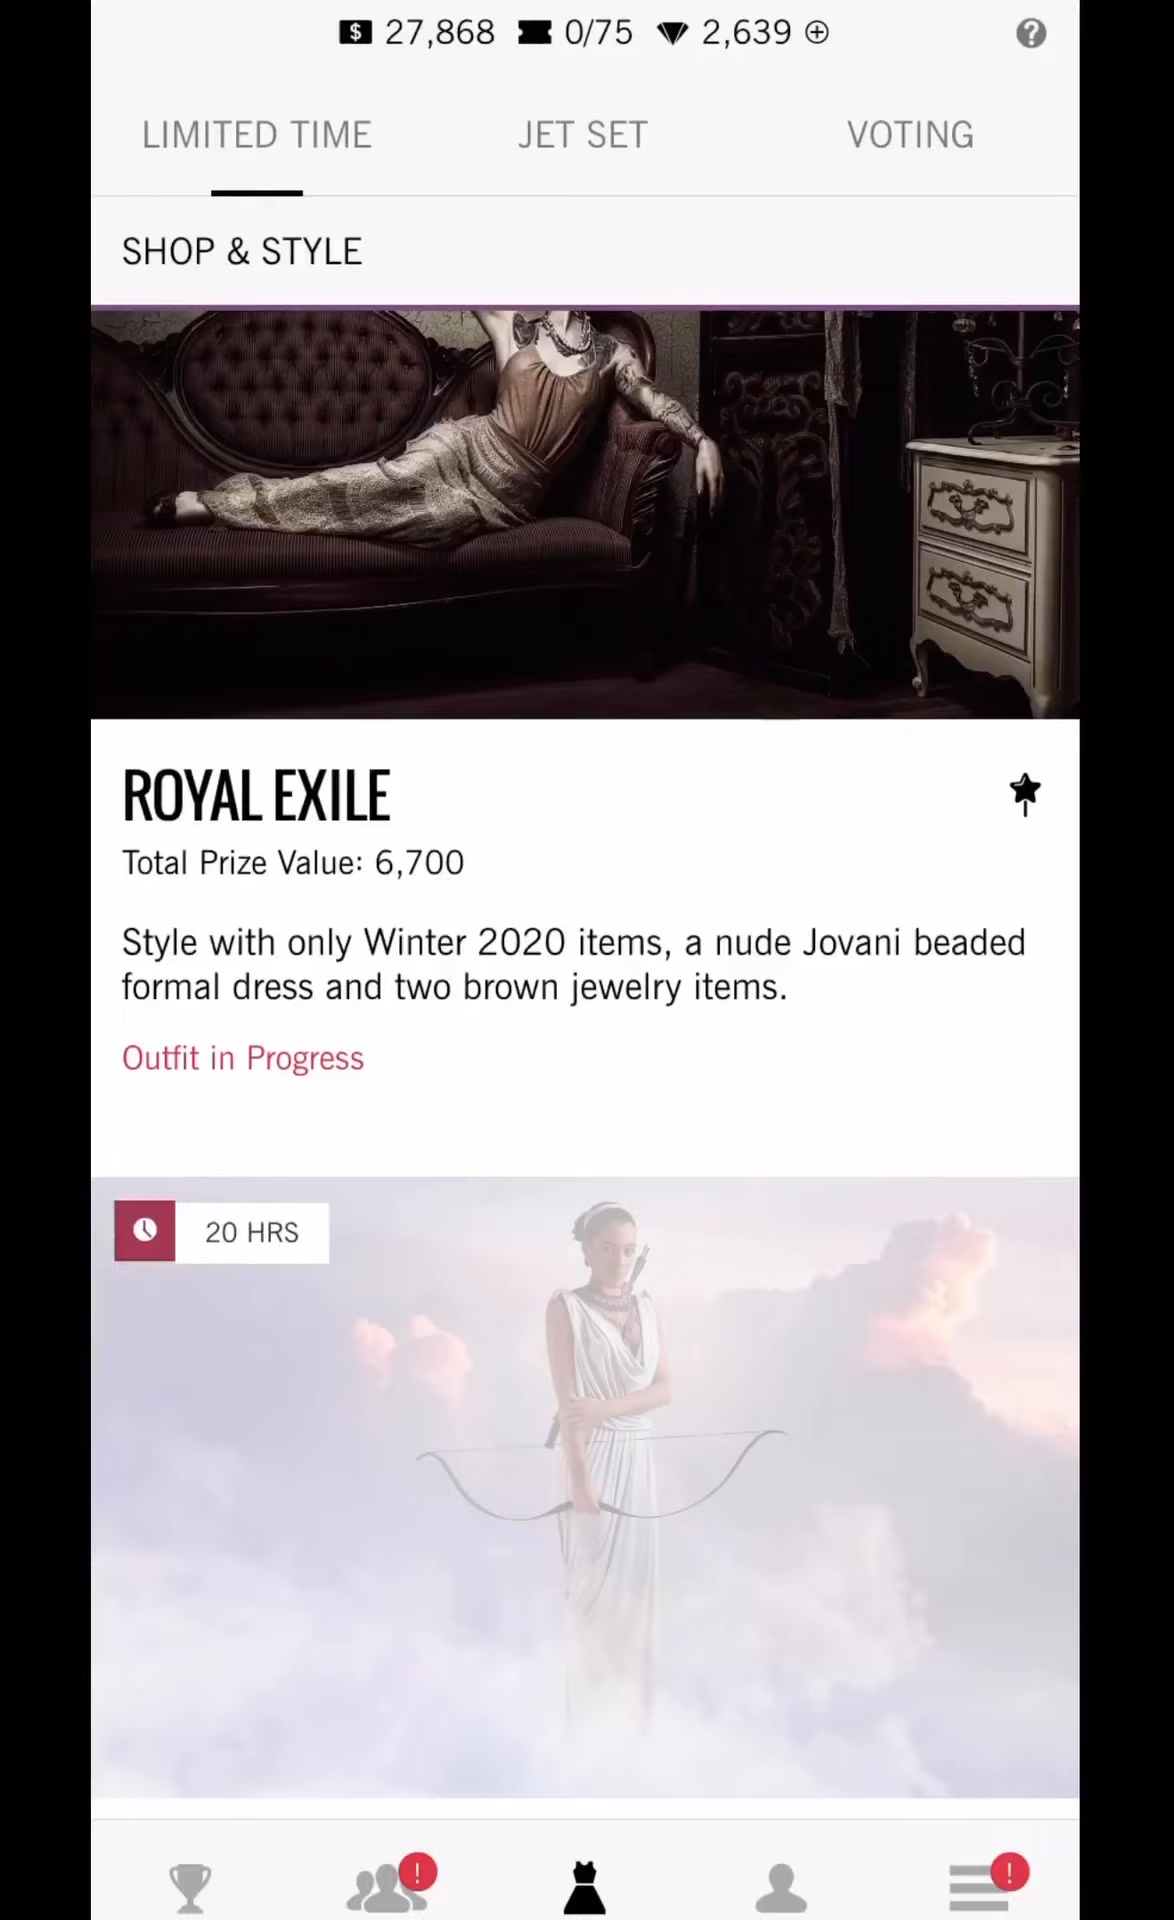 $ 27,868 0/75 2,639
?
LIMITED TIME JET SET VOTING
SHOP & STYLE
ROYAL EXILE
Total Prize Value: 6,700
Style with only Winter 2020 items, a nude Jovani beaded
formal dress and two brown jewelry items.
Outfit in Progress
20 HRS
! !